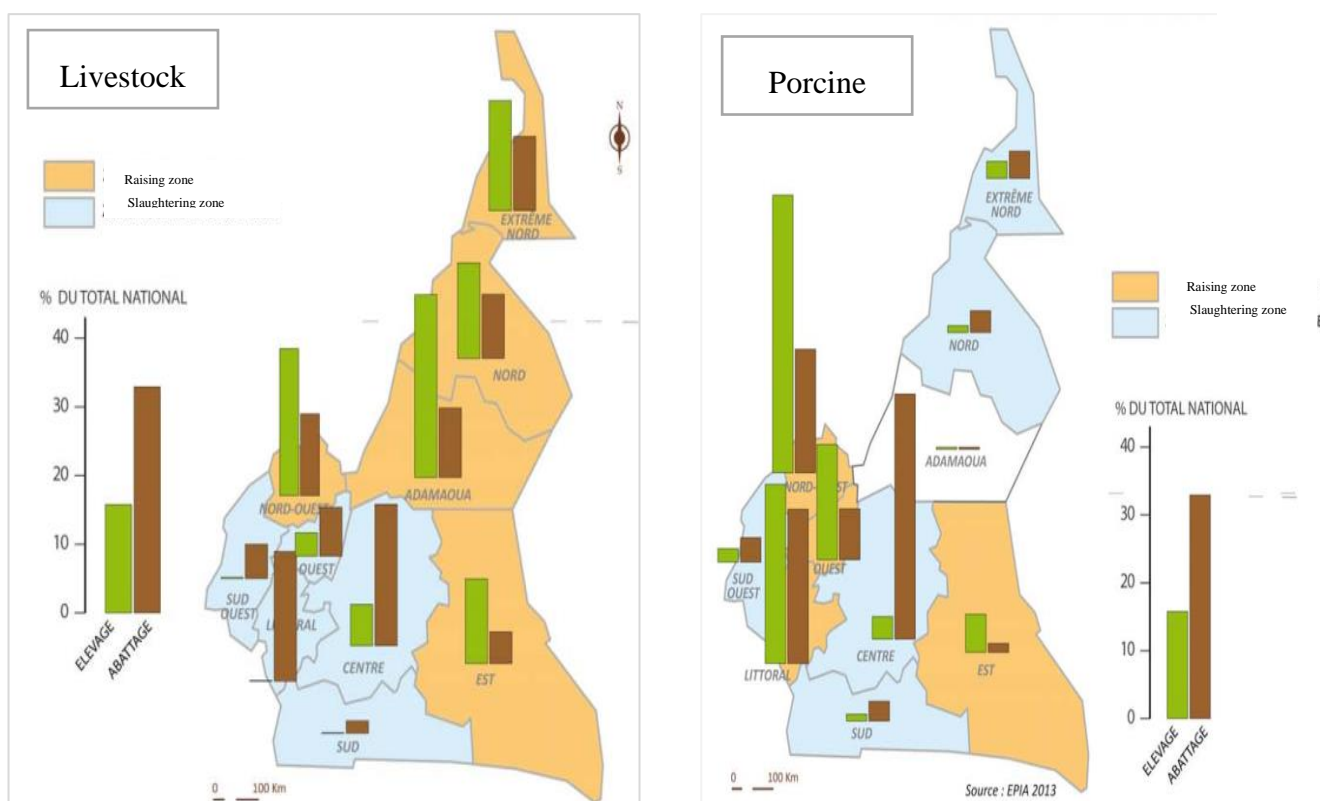 Livestock
N
S
Raising zone
Slaughtering zone
% DU TOTAL NATIONAL
40
30
20
10
0
ELEVAGE
ABATTAGE
EXTRÊME
NORD
NORD
ADAMAOUA
NORD-OUEST
OUEST
SUD
OUEST
CENTRE
EST
SUD
0 100 Km
Porcine
EXTRÊME
NORD
NORD
ADAMAOUA
OUEST
SUD
OUEST
LITTORAL
CENTRE
EST
SUD
0 100 Km
Source : EPIA 2013
Raising zone
Slaughtering zone
% DU TOTAL NATIONAL
40
30
20
10
0
ELEVAGE
ABATTAGE